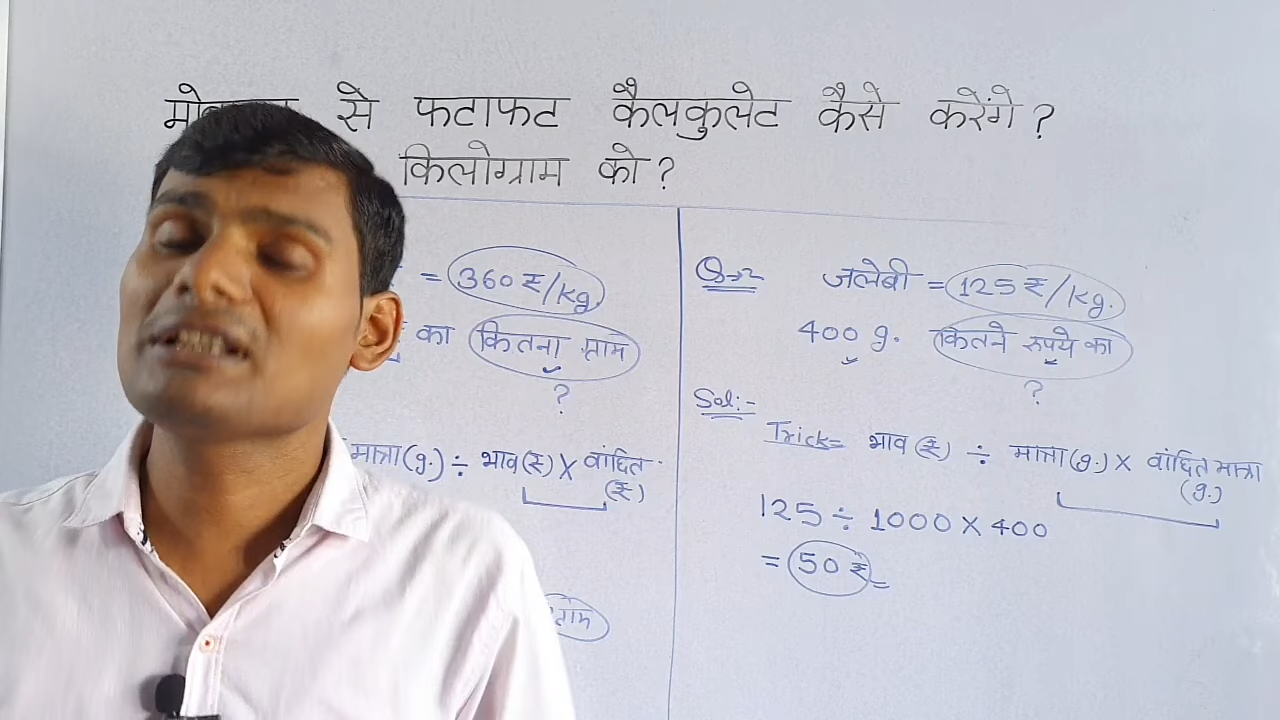 से फटाफट कैलकुलेट कैसे करेंगे ?
किलोग्राम को ?
= 360 ₹/kg.
का कितना ग्राम
?
मात्रा (g.) ÷ भाव (₹) X वांछित
(₹)
Q→2 जलेबी = 125 ₹/kg.
400 g. कितने रुपये का
?
Sol:-
Trick= भाव (₹) ÷ मात्रा (g.) X वांछित मात्रा
(g.)
125 ÷ 1000 X 400
= 50 ₹